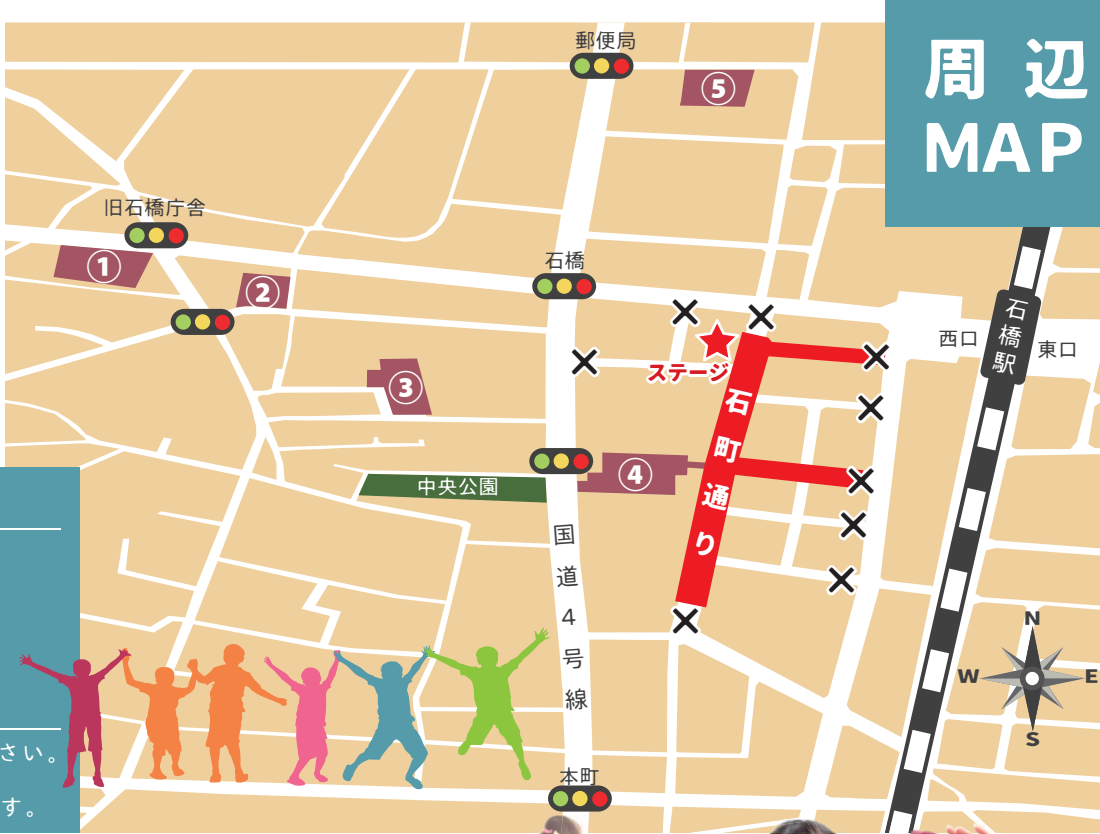 周辺
MAP
郵便局
⑤
旧石橋庁舎
①
②
石橋
西口
石橋駅
東口
ステージ
③
石町通り
④
中央公園
国道4号線
N
W
E
S
さい。
す。
本町